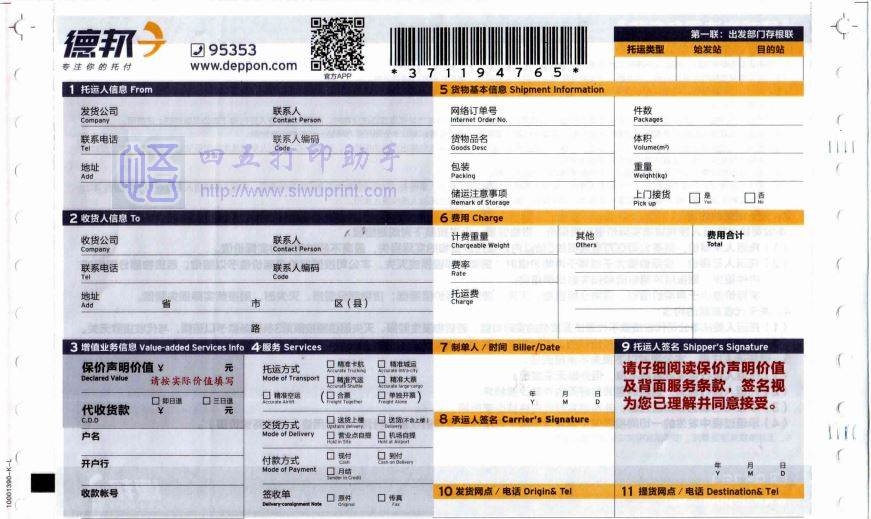 德邦
专注你的托付
95353
www.deppon.com
官方APP
*3711947 65*
第一联：出发部门存根联
托运类型 始发站 目的站
1 托运人信息 From
发货公司 联系人
Company Contact Person
联系电话 联系人编码
Tel Code
地址
Add
四五打印助手
http://www.siwuprint.com
5 货物基本信息 Shipment Information
网络订单号 件数
Internet Order No. Packages
货物品名 体积
Goods Desc Volume(m³)
包装 重量
Packing Weight(kg)
储运注意事项 上门接货 是 否
Remark of Storage Pick up Yes No
2 收货人信息 To
收货公司 联系人
Company Contact Person
联系电话 联系人编码
Tel Code
地址 省 市 区（县）
Add
路
6 费用 Charge
计费重量 其他 费用合计
Chargeable Weight Others Total
费率
Rate
托运费
Charge
3 增值业务信息 Value-added Services Info
保价声明价值 ¥ 元
Declared Value 请按实际价值填写
代收货款 即日退 三日退
C.O.D ¥ 元
户名
开户行
收款帐号
4 服务 Services
托运方式 精准卡航 精准城运
Mode of Transport Accurate Trucking Accurate Intra-city
精准汽运 精准大票
Accurate Shuttle Accurate large-cargo
精准空运 （ 合票 单独开票）
Accurate Airlift Freight Together Freight Alone
交货方式 送货上楼 送货(不含上楼)
Mode of Delivery Upstairs delivery Delivery
营业点自提 机场自提
Hold in Site Hold at Airport
付款方式 现付 到付
Mode of Payment Cash Cash on Delivery
月结
Sender in Credit
签收单 原件 传真
Delivery-consignment Note Original Fax
7 制单人 / 时间 Biller/Date
年 月 日
Y M D
8 承运人签名 Carrier's Signature
9 托运人签名 Shipper's Signature
请仔细阅读保价声明价值
及背面服务条款，签名视
为您已理解并同意接受。
年 月 日
Y M D
10 发货网点 / 电话 Origin& Tel
11 提货网点 / 电话 Destination& Tel
10001390-K-L